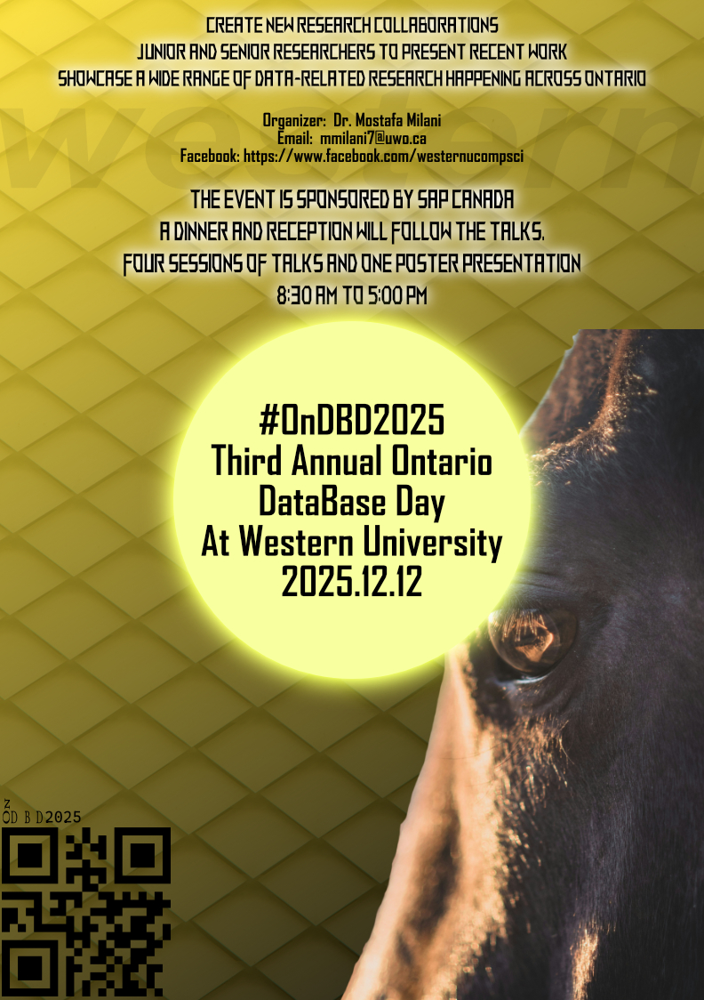 CREATE NEW RESEARCH COLLABORATIONS
JUNIOR AND SENIOR RESEARCHERS TO PRESENT RECENT WORK
SHOWCASE A WIDE RANGE OF DATA-RELATED RESEARCH HAPPENING ACROSS ONTARIO
western
Organizer: Dr. Mostafa Milani
Email: mmilani7@uwo.ca
Facebook: https://www.facebook.com/westernucompsci
THE EVENT IS SPONSORED BY SAP CANADA
A DINNER AND RECEPTION WILL FOLLOW THE TALKS.
FOUR SESSIONS OF TALKS AND ONE POSTER PRESENTATION
8:30 AM TO 5:00 PM
#OnDBD2025
Third Annual Ontario
DataBase Day
At Western University
2025.12.12
Z
OD B D2025